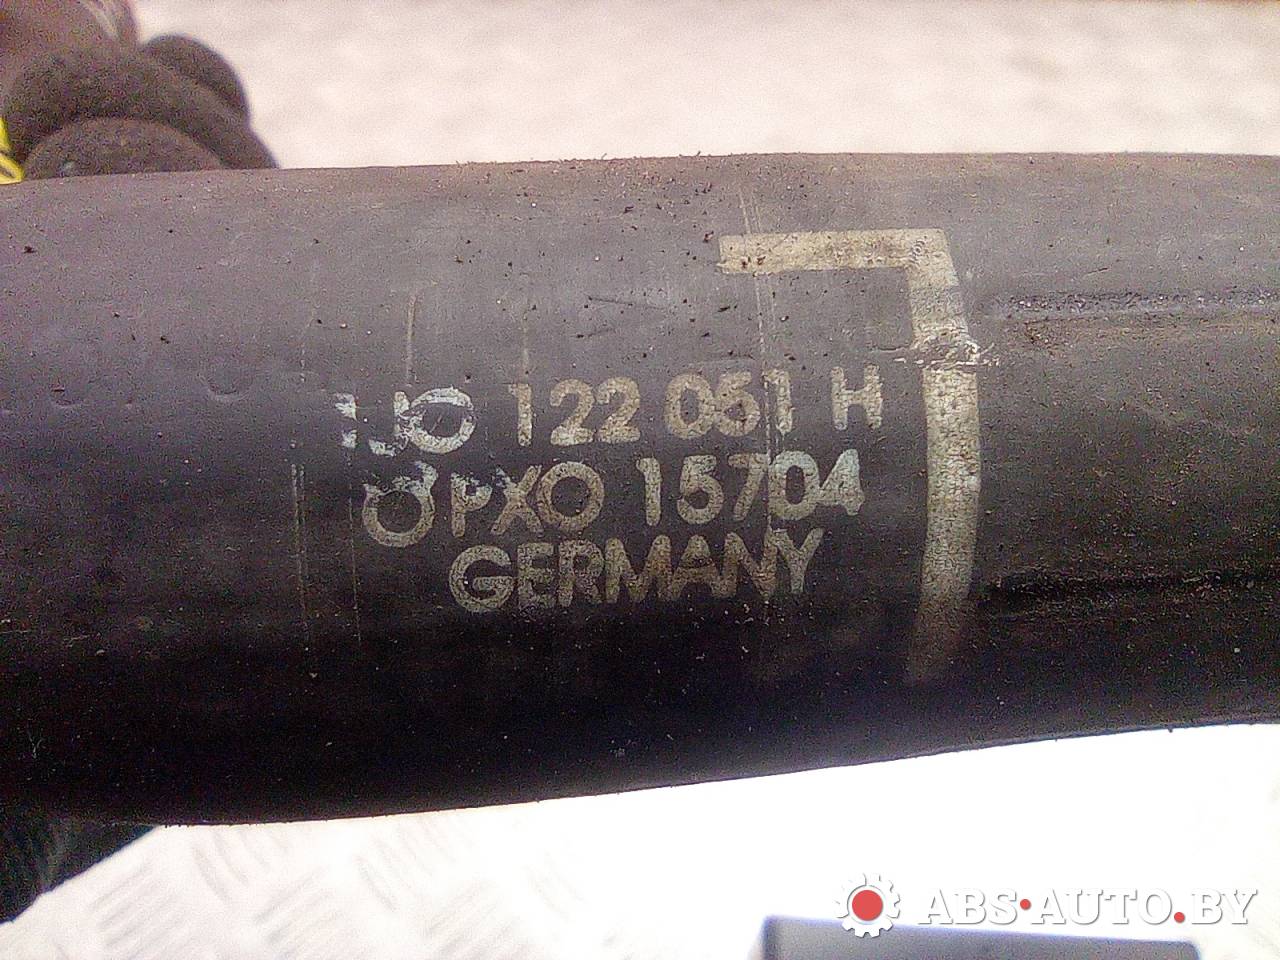 1J0 122 051 H
PXO 15704
GERMANY
ABS-AUTO.BY